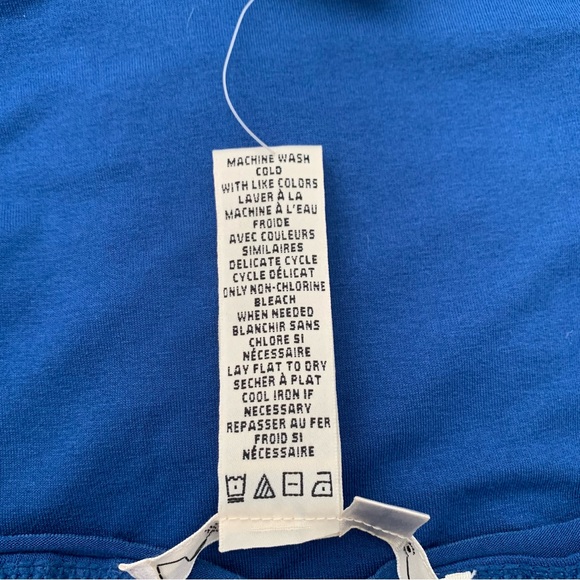 MACHINE WASH
COLD
WITH LIKE COLORS
LAVER À LA
MACHINE À L'EAU
FROIDE
AVEC COULEURS
SIMILAIRES
DELICATE CYCLE
CYCLE DÉLICAT
ONLY NON-CHLORINE
BLEACH
WHEN NEEDED
BLANCHIR SANS
CHLORE SI
NÉCESSAIRE
LAY FLAT TO DRY
SECHER À PLAT
COOL IRON IF
NECESSARY
REPASSER AU FER
FROID SI
NÉCESSAIRE